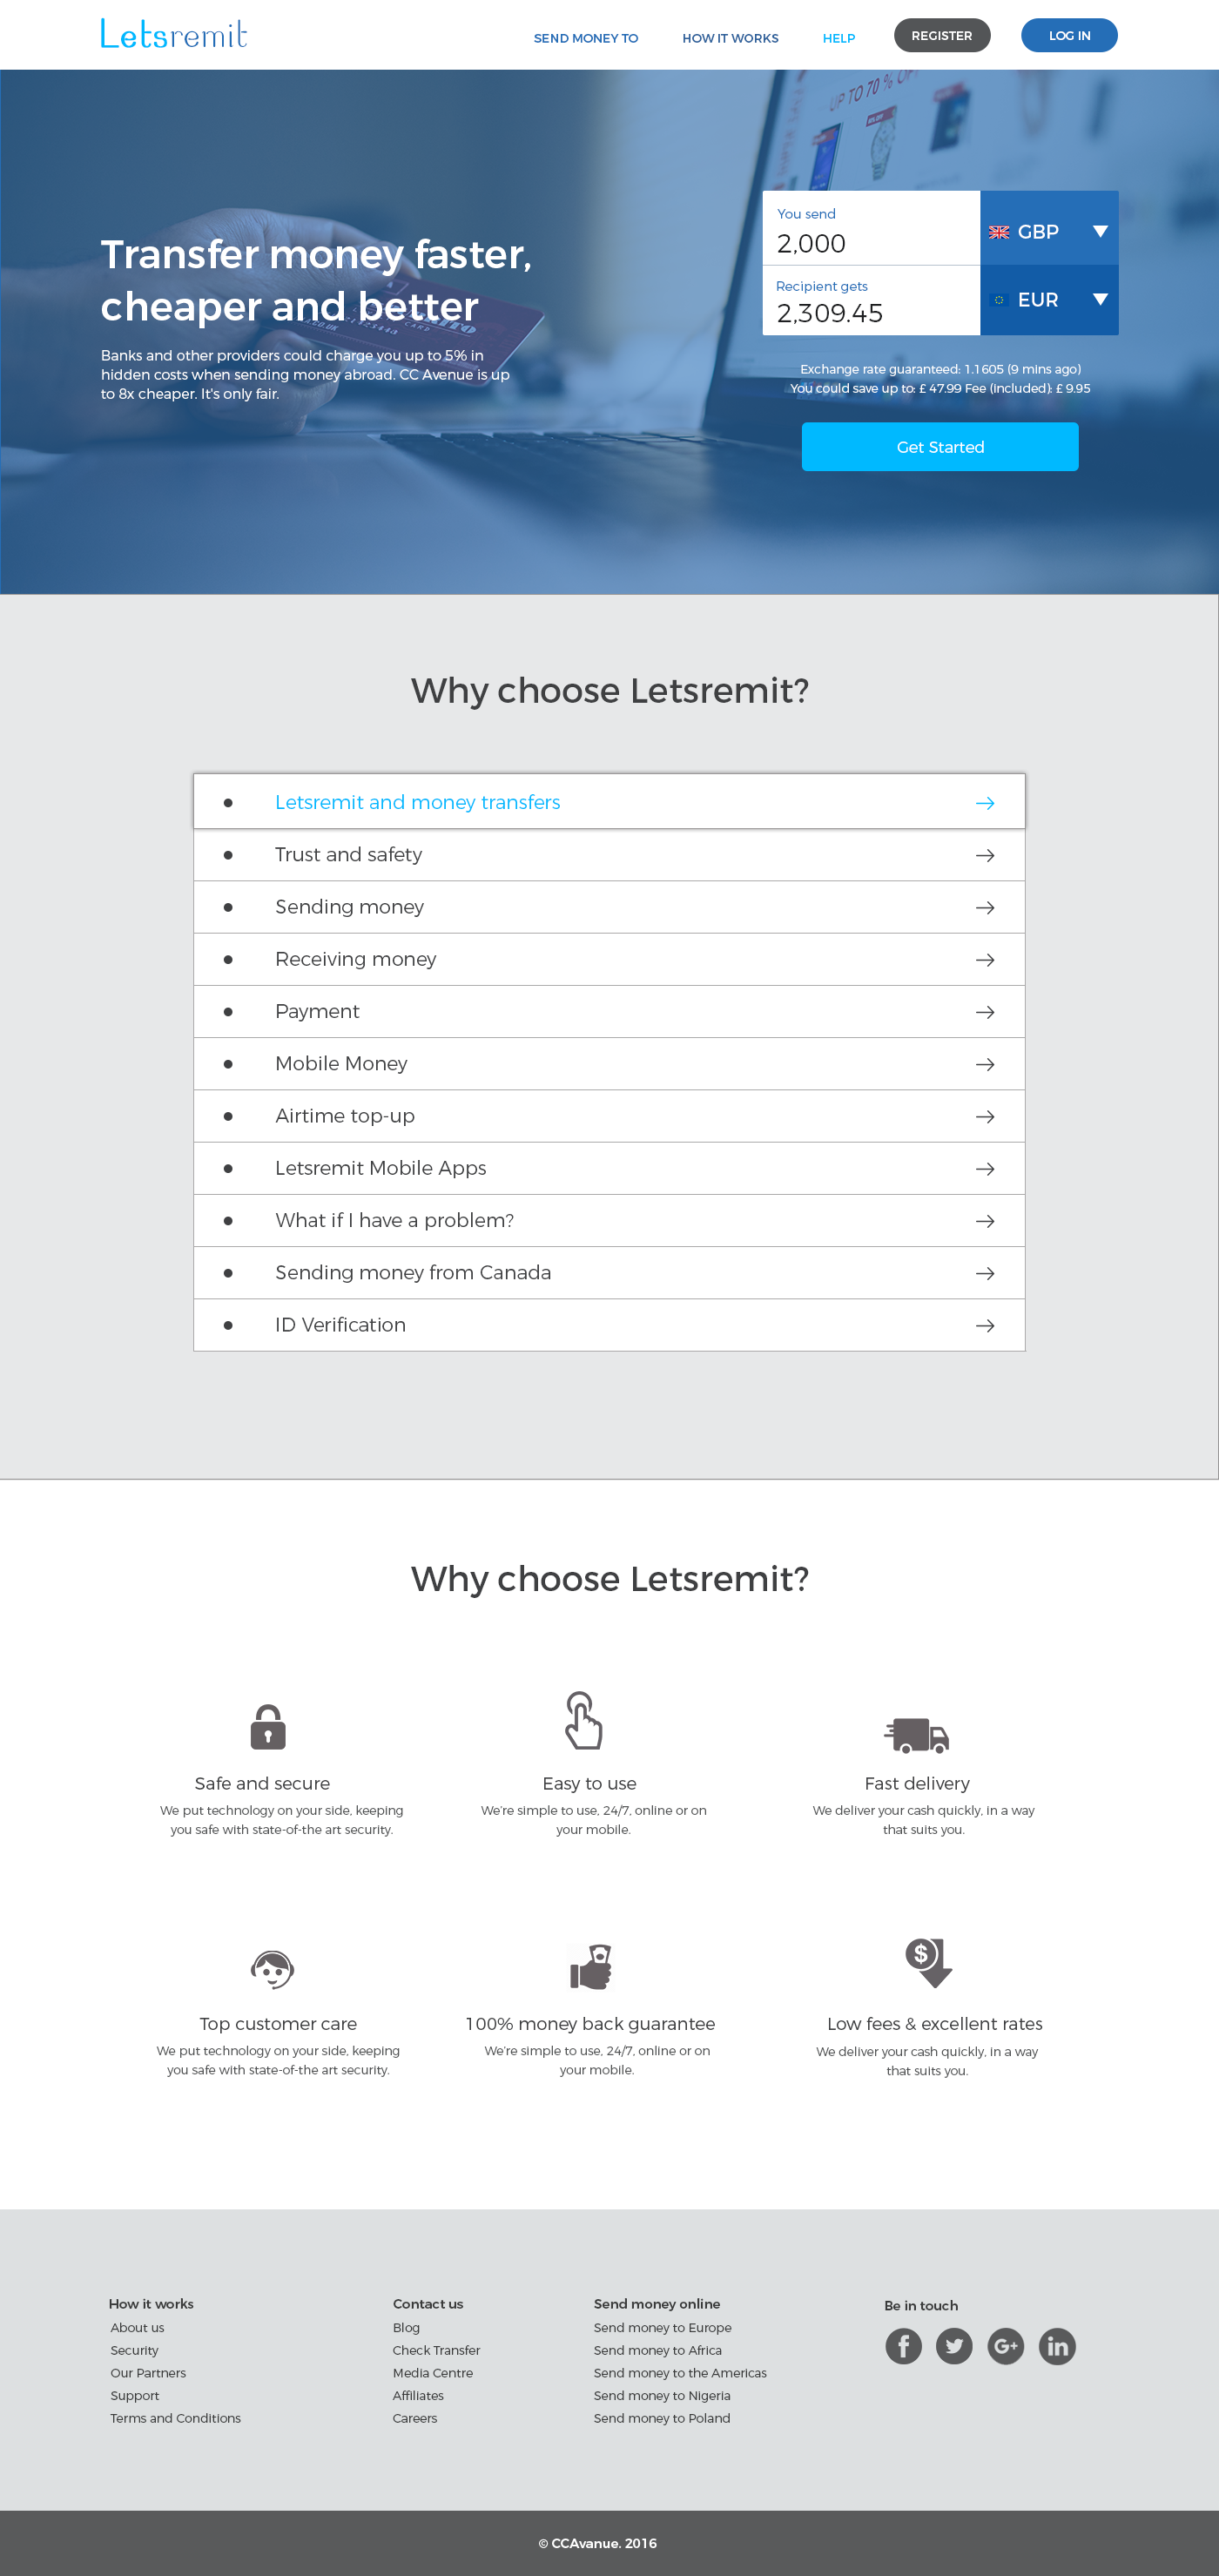 Letsremit
SEND MONEY TO
HOW IT WORKS
HELP
REGISTER
LOG IN
UP TO 70 %
Transfer money faster,
cheaper and better
Banks and other providers could charge you up to 5% in
hidden costs when sending money abroad. CC Avenue is up
to 8x cheaper. It's only fair.
You send
2,000
GBP
Recipient gets
2,309.45
EUR
Exchange rate guaranteed: 1.1605 (9 mins ago)
You could save up to: £ 47.99 Fee (included): £ 9.95
Get Started
Why choose Letsremit?
Letsremit and money transfers
Trust and safety
Sending money
Receiving money
Payment
Mobile Money
Airtime top-up
Letsremit Mobile Apps
What if I have a problem?
Sending money from Canada
ID Verification
Why choose Letsremit?
Safe and secure
We put technology on your side, keeping
you safe with state-of-the art security.
Easy to use
We're simple to use, 24/7, online or on
your mobile.
Fast delivery
We deliver your cash quickly, in a way
that suits you.
Top customer care
We put technology on your side, keeping
you safe with state-of-the art security.
100% money back guarantee
We're simple to use, 24/7, online or on
your mobile.
Low fees & excellent rates
We deliver your cash quickly, in a way
that suits you.
How it works
About us
Security
Our Partners
Support
Terms and Conditions
Contact us
Blog
Check Transfer
Media Centre
Affiliates
Careers
Send money online
Send money to Europe
Send money to Africa
Send money to the Americas
Send money to Nigeria
Send money to Poland
Be in touch
© CCAvanue. 2016